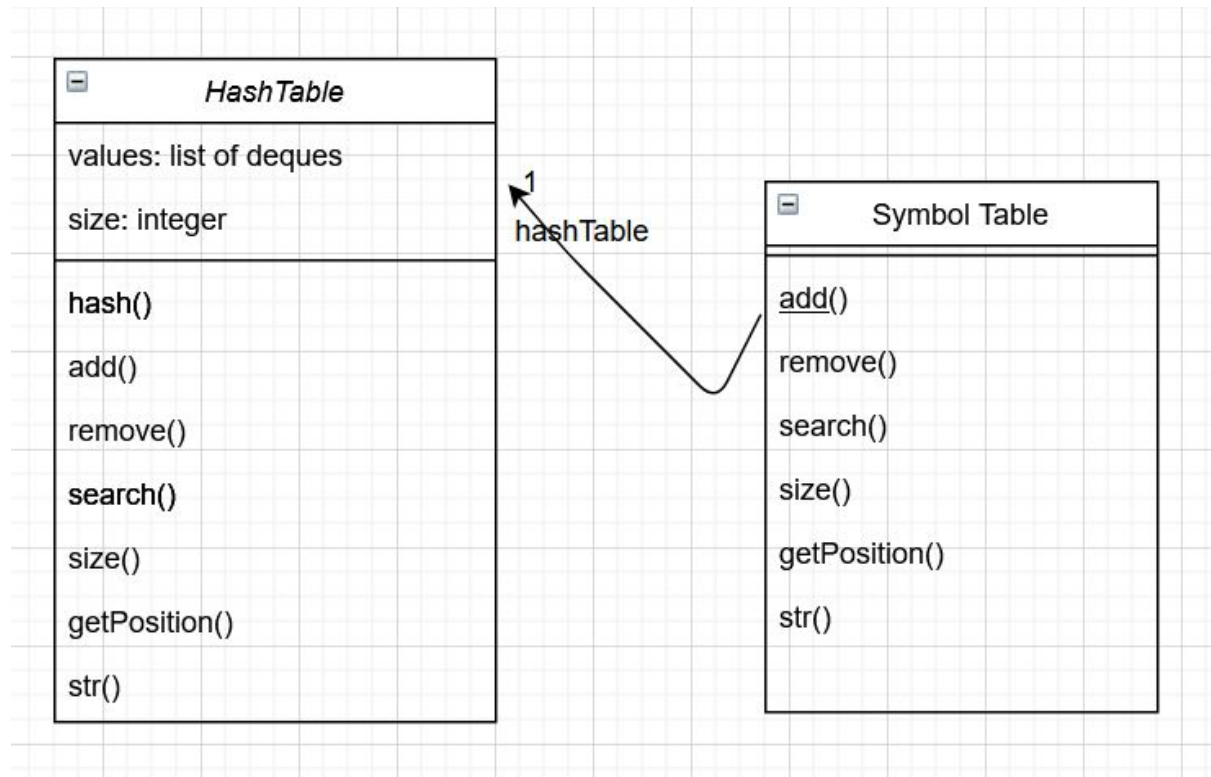 HashTable
values: list of deques
size: integer
hash()
add()
remove()
search()
size()
getPosition()
str()
1
hashTable
Symbol Table
add()
remove()
search()
size()
getPosition()
str()